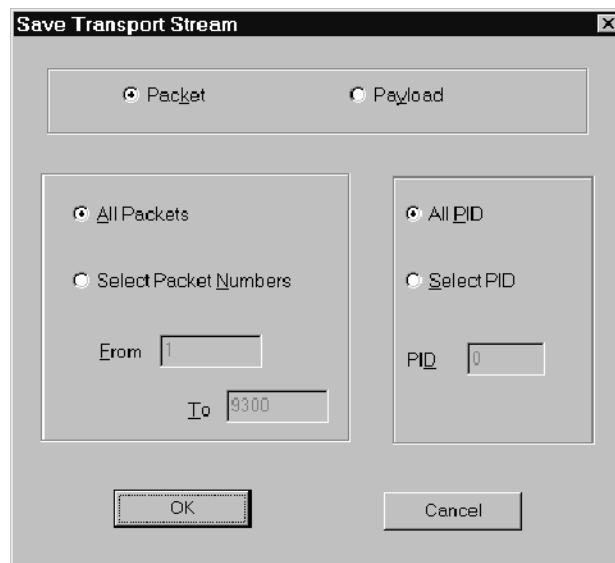 Save Transport Stream
Packet Payload
All Packets
Select Packet Numbers
From 1
To 9300
All PID
Select PID
PID 0
OK Cancel